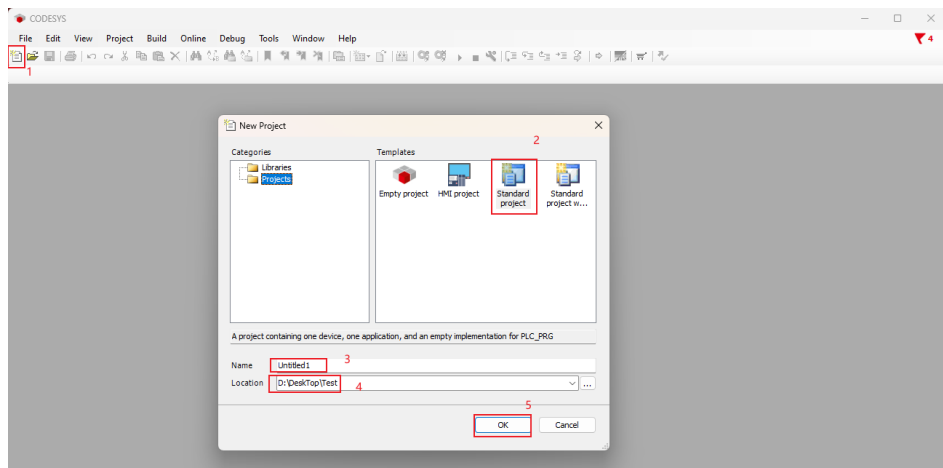 CODESYS
File Edit View Project Build Online Debug Tools Window Help
4
1
New Project
2
Categories
Templates
Libraries
Projects
Empty project
HMI project
Standard
project
Standard
project w...
A project containing one device, one application, and an empty implementation for PLC_PRG
Name
Untitled1
3
Location
D:\DeskTop\Test
4
...
5
OK
Cancel